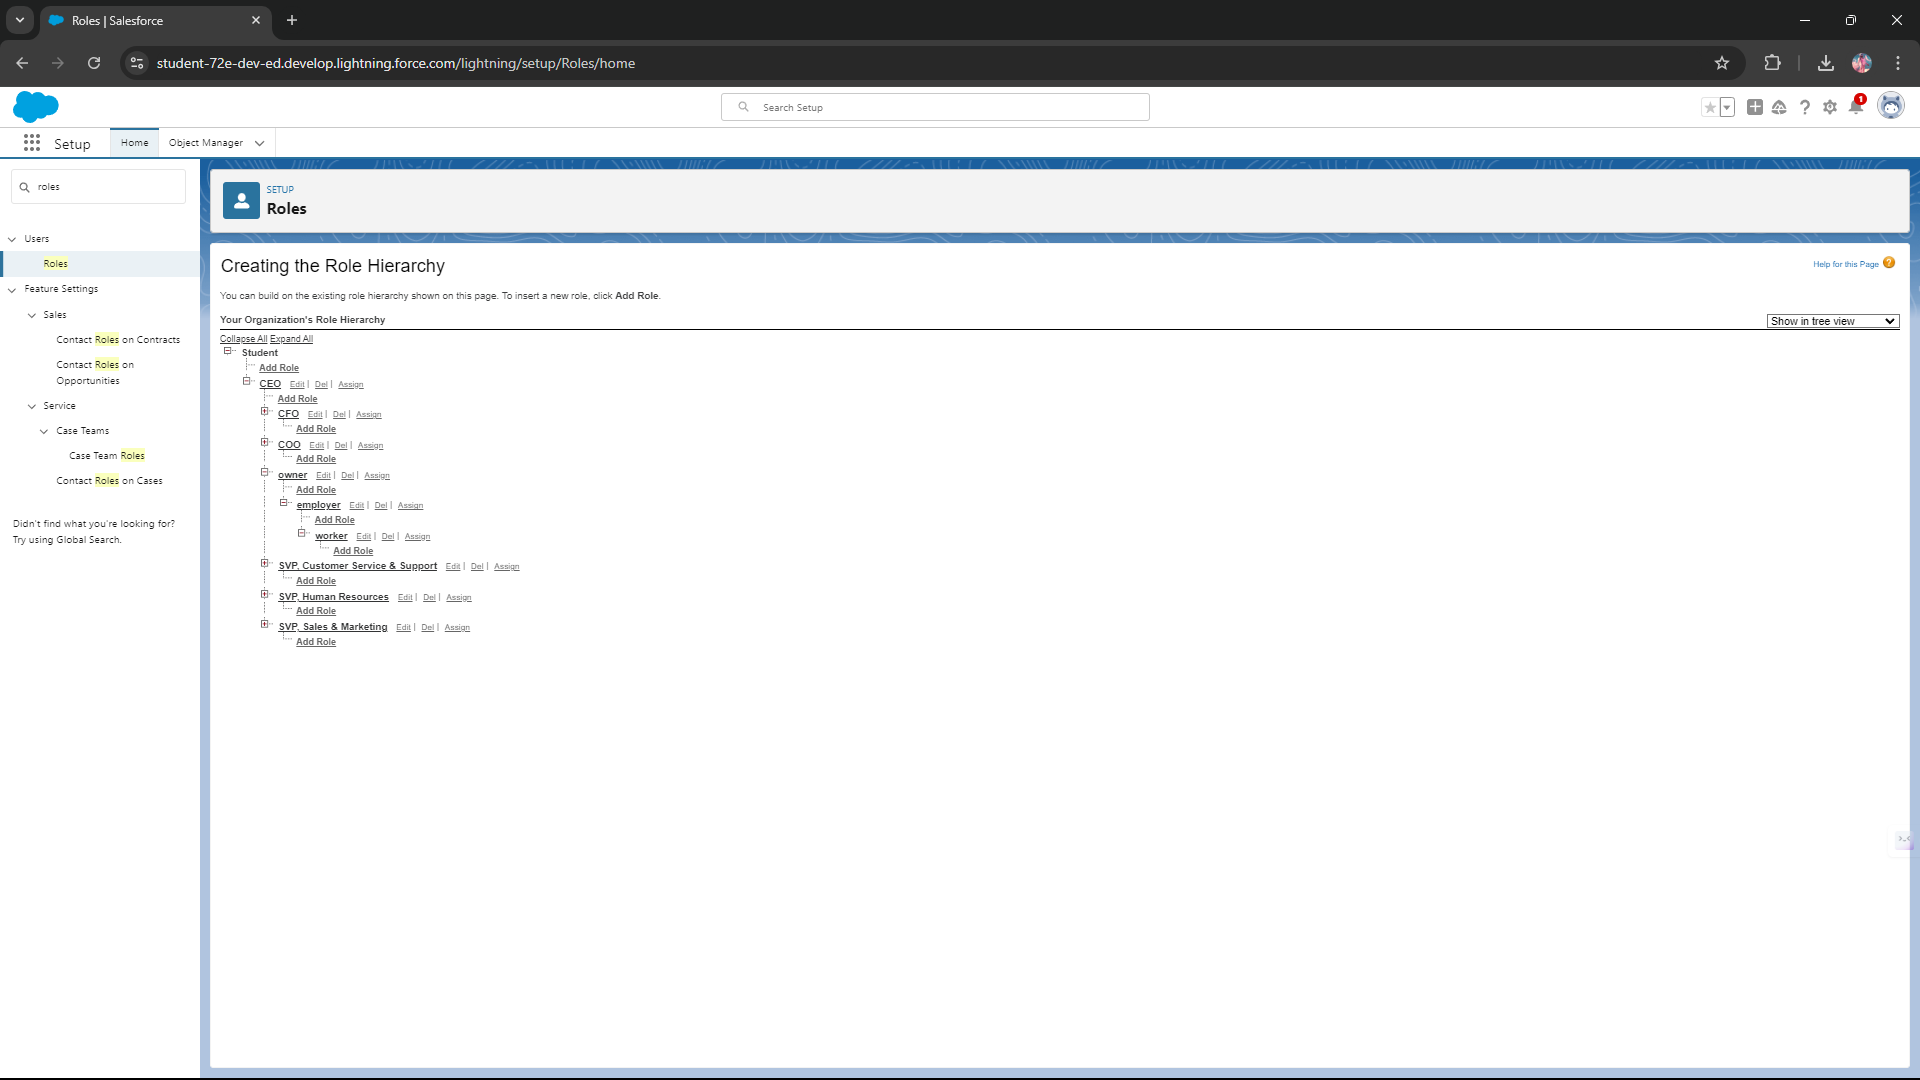 Roles | Salesforce
student-72e-dev-ed.develop.lightning.force.com/lightning/setup/Roles/home
Search Setup
1
Setup
Home
Object Manager
roles
Users
Roles
Feature Settings
Sales
Contact Roles on Contracts
Contact Roles on
Opportunities
Service
Case Teams
Case Team Roles
Contact Roles on Cases
Didn't find what you're looking for?
Try using Global Search.
SETUP
Roles
Creating the Role Hierarchy
Help for this Page ?
You can build on the existing role hierarchy shown on this page. To insert a new role, click Add Role.
Your Organization's Role Hierarchy
Show in tree view
Collapse All Expand All
Student
Add Role
CEO Edit | Del | Assign
Add Role
CFO Edit | Del | Assign
Add Role
COO Edit | Del | Assign
Add Role
owner Edit | Del | Assign
Add Role
employer Edit | Del | Assign
Add Role
worker Edit | Del | Assign
Add Role
SVP, Customer Service & Support Edit | Del | Assign
Add Role
SVP, Human Resources Edit | Del | Assign
Add Role
SVP, Sales & Marketing Edit | Del | Assign
Add Role